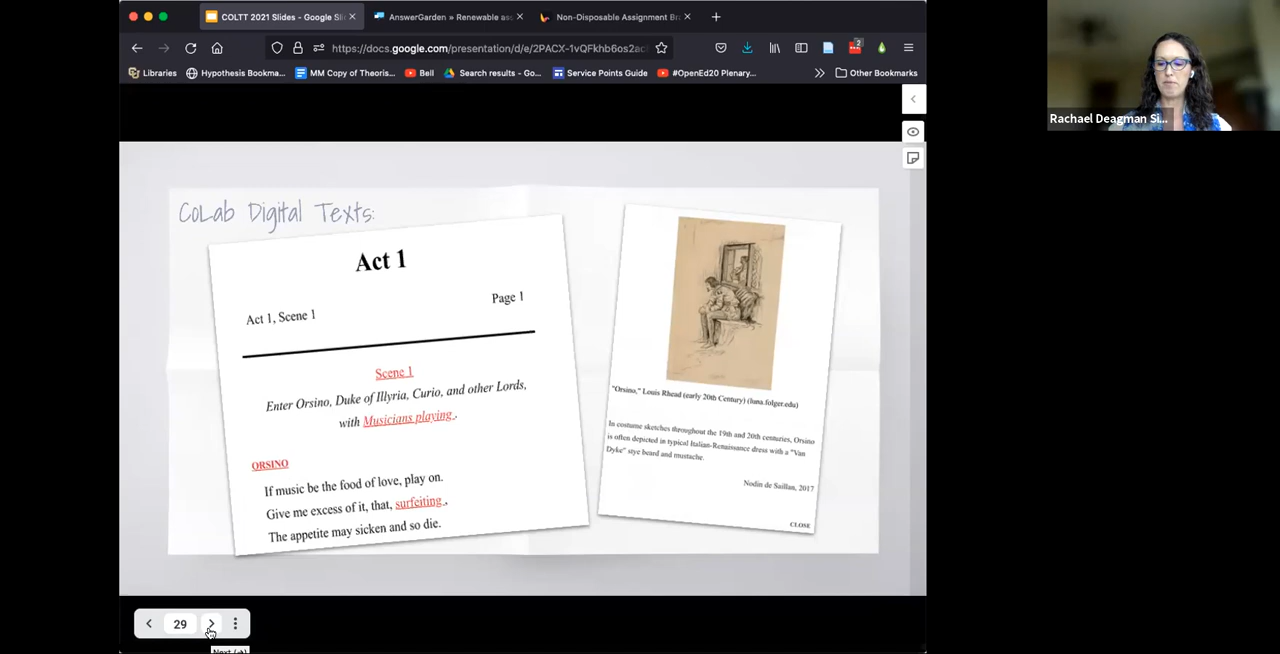 COLTT 2021 Slides - Google Sli
AnswerGarden » Renewable as
Non-Disposable Assignment Br
https://docs.google.com/presentation/d/e/2PACX-1vQFkhb6os2ac
2
Libraries
Hypothesis Bookma...
MM Copy of Theoris...
Bell
Search results - Go...
Service Points Guide
#OpenEd20 Plenary...
Other Bookmarks
Rachael Deagman Si...
CoLab Digital Texts:
Act 1
Act 1, Scene 1
Page 1
Scene 1
Enter Orsino, Duke of Illyria, Curio, and other Lords,
with Musicians playing .
ORSINO
If music be the food of love, play on.
Give me excess of it, that, surfeiting ,
The appetite may sicken and so die.
"Orsino," Louis Rhead (early 20th Century) (luna.folger.edu)
In costume sketches throughout the 19th and 20th centuries, Orsino
is often depicted in typical Italian-Renaissance dress with a "Van
Dyke" stye beard and mustache.
Nodin de Saillan, 2017
CLOSE
29
Next (→)